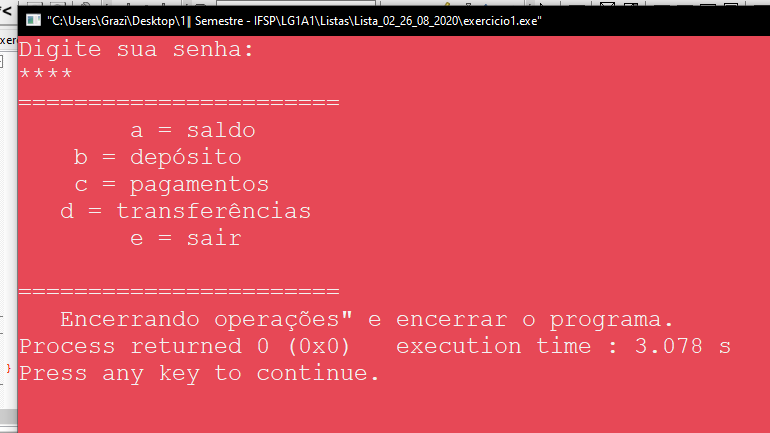 "C:\Users\Grazi\Desktop\1 Semestre - IFSP\LG1A1\Listas\Lista_02_26_08_2020\exercicio1.exe"
Digite sua senha:
****
=======================
a = saldo
b = depósito
c = pagamentos
d = transferências
e = sair
=======================
Encerrando operações" e encerrar o programa.
Process returned 0 (0x0) execution time : 3.078 s
Press any key to continue.